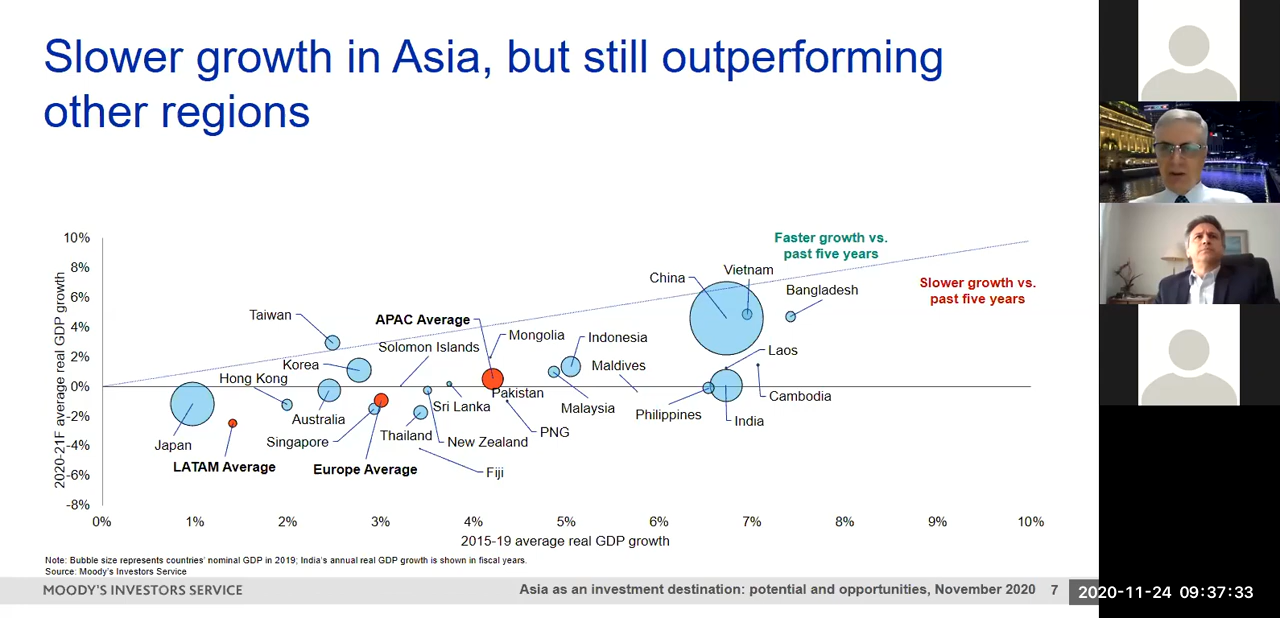 Slower growth in Asia, but still outperforming
other regions
10%
8%
6%
4%
2%
0%
-2%
-4%
-6%
-8%
2020-21F average real GDP growth
Faster growth vs.
past five years
Slower growth vs.
past five years
China
Vietnam
Bangladesh
Taiwan
APAC Average
Mongolia
Indonesia
Solomon Islands
Laos
Korea
Maldives
Hong Kong
Pakistan
Cambodia
Sri Lanka
Malaysia
Philippines
India
Australia
PNG
Japan
Singapore
Thailand
New Zealand
LATAM Average
Europe Average
Fiji
0%
1%
2%
3%
4%
5%
6%
7%
8%
9%
10%
2015-19 average real GDP growth
Note: Bubble size represents countries' nominal GDP in 2019; India's annual real GDP growth is shown in fiscal years.
Source: Moody's Investors Service
MOODY'S INVESTORS SERVICE
Asia as an investment destination: potential and opportunities, November 2020 7
2020-11-24 09:37:33